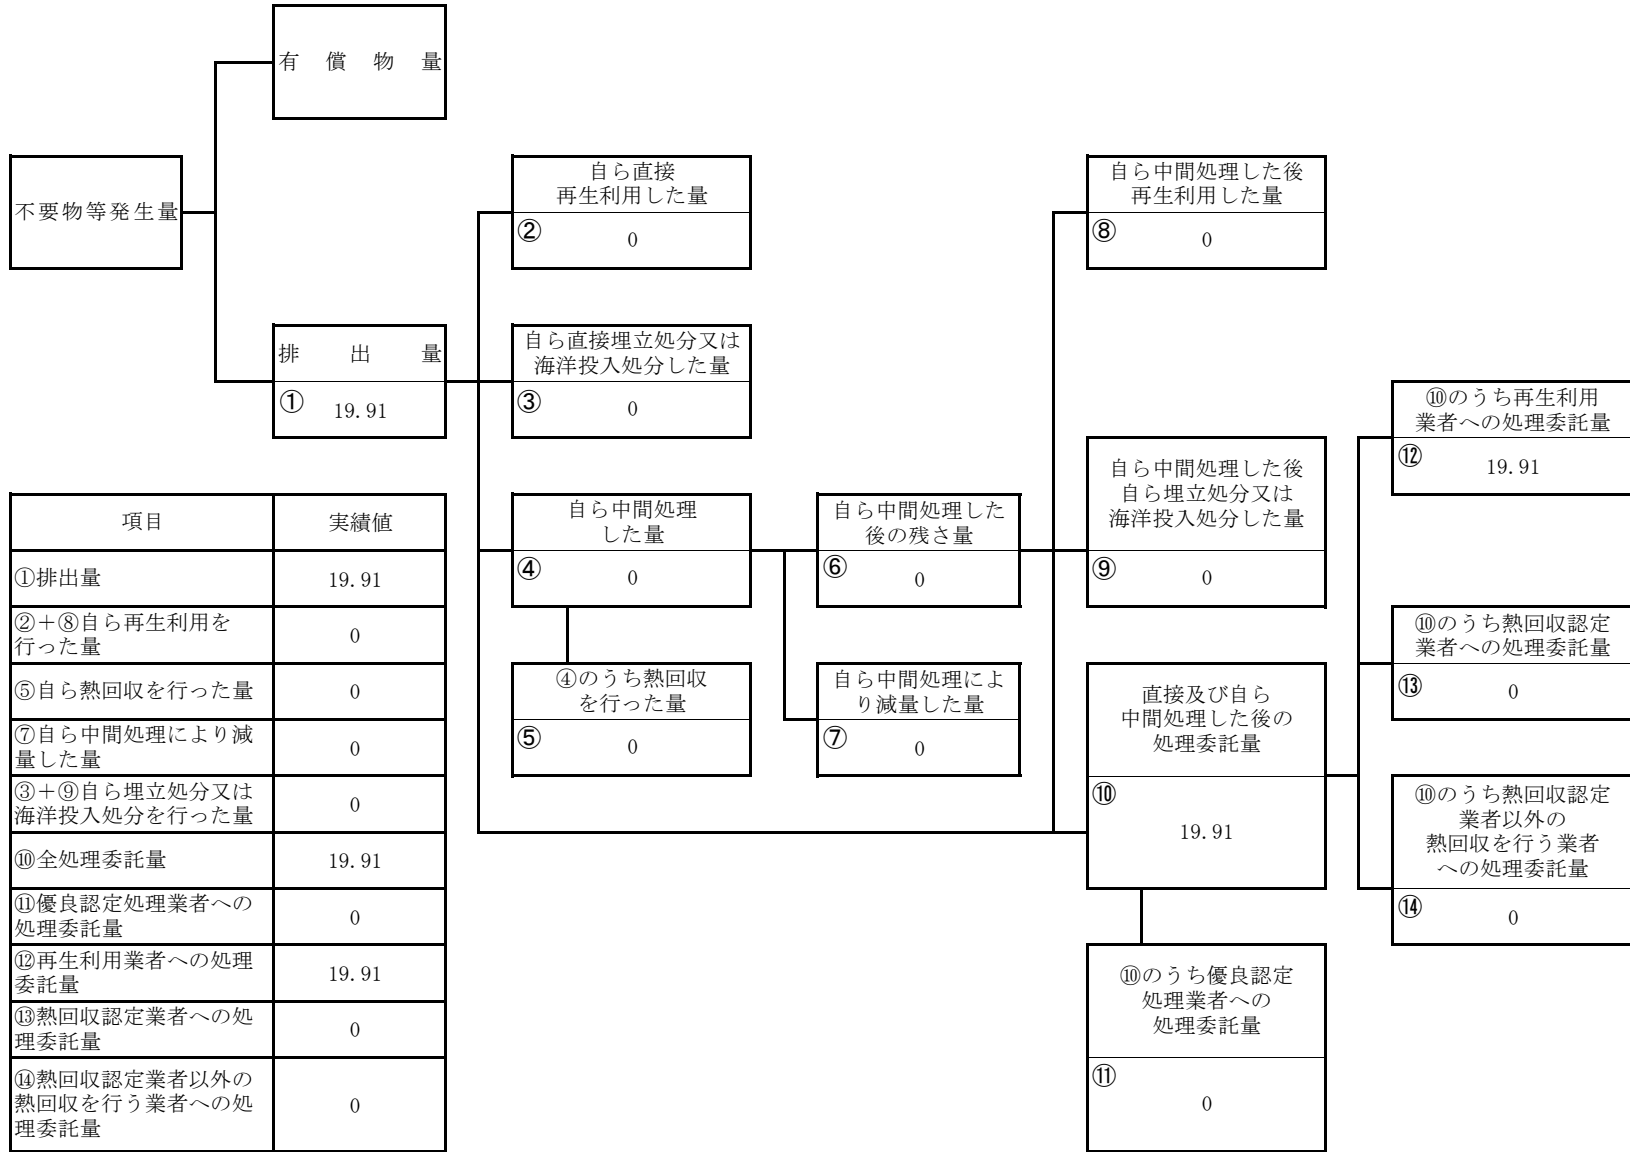 有償物量
不要物等発生量
自ら直接
再生利用した量
② 0
自ら中間処理した後
再生利用した量
⑧ 0
排出量
① 19.91
自ら直接埋立処分又は
海洋投入処分した量
③ 0
⑩のうち再生利用
業者への処理委託量
⑫ 19.91
自ら中間処理
した量
④ 0
自ら中間処理した
後の残さ量
⑥ 0
自ら中間処理した後
自ら埋立処分又は
海洋投入処分した量
⑨ 0
⑩のうち熱回収認定
業者への処理委託量
⑬ 0
④のうち熱回収
を行った量
⑤ 0
自ら中間処理によ
り減量した量
⑦ 0
直接及び自ら
中間処理した後の
処理委託量
⑩
19.91
⑩のうち熱回収認定
業者以外の
熱回収を行う業者
への処理委託量
⑭ 0
⑩のうち優良認定
処理業者への
処理委託量
⑪
0
項目 実績値
①排出量 19.91
②+⑧自ら再生利用を
行った量 0
⑤自ら熱回収を行った量 0
⑦自ら中間処理により減
量した量 0
③+⑨自ら埋立処分又は
海洋投入処分を行った量 0
⑩全処理委託量 19.91
⑪優良認定処理業者への
処理委託量 0
⑫再生利用業者への処理
委託量 19.91
⑬熱回収認定業者への処
理委託量 0
⑭熱回収認定業者以外の
熱回収を行う業者への処
理委託量 0